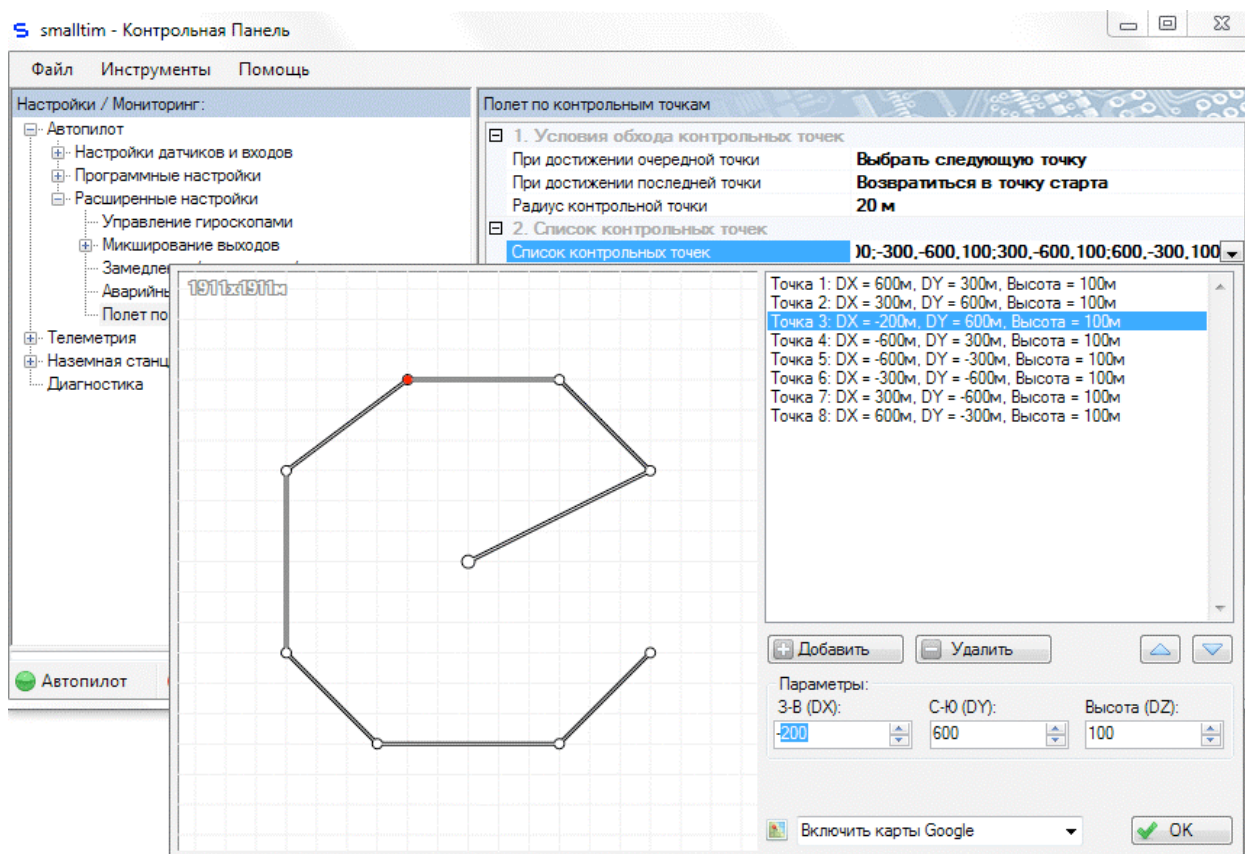 smalltim - Контрольная Панель
Файл Инструменты Помощь
Настройки / Мониторинг:
Автопилот
Настройки датчиков и входов
Программные настройки
Расширенные настройки
Управление гироскопами
Микширование выходов
Замедле
Аварийнь
Полет по
Телеметрия
Наземная станц
Диагностика
Автопилот
Полет по контрольным точкам
1. Условия обхода контрольных точек
При достижении очередной точки Выбрать следующую точку
При достижении последней точки Возвратиться в точку старта
Радиус контрольной точки 20 м
2. Список контрольных точек
Список контрольных точек 00;-300,-600,100;300,-600,100;600,-300,100
1911x1911м
Точка 1: DX = 600м, DY = 300м, Высота = 100м
Точка 2: DX = 300м, DY = 600м, Высота = 100м
Точка 3: DX = -200м, DY = 600м, Высота = 100м
Точка 4: DX = -600м, DY = 300м, Высота = 100м
Точка 5: DX = -600м, DY = -300м, Высота = 100м
Точка 6: DX = -300м, DY = -600м, Высота = 100м
Точка 7: DX = 300м, DY = -600м, Высота = 100м
Точка 8: DX = 600м, DY = -300м, Высота = 100м
Добавить Удалить
Параметры:
З-В (DX): С-Ю (DY): Высота (DZ):
-200 600 100
Включить карты Google OK